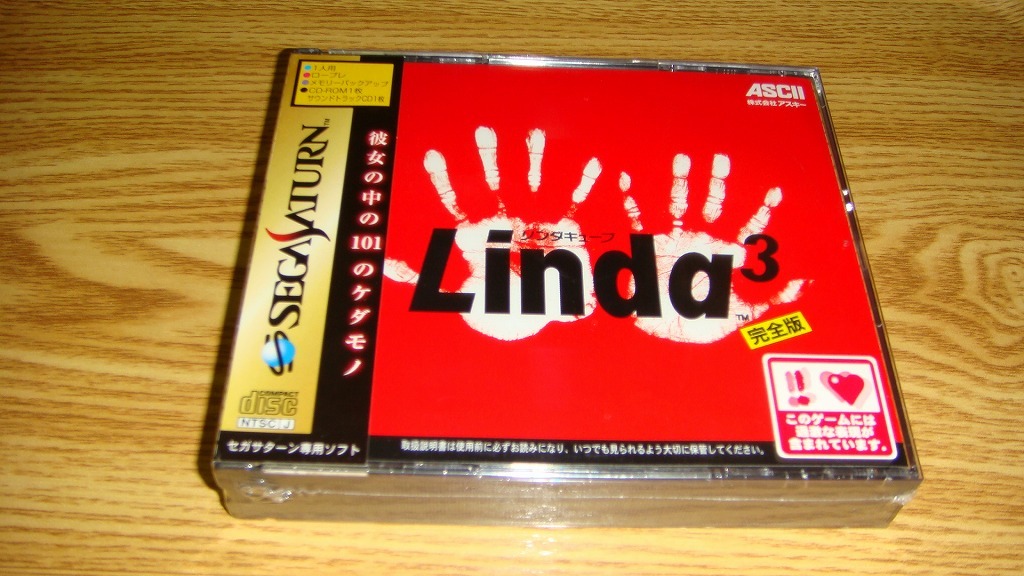 1人用
ロープレ
メモリーバックアップ
CD-ROM1枚
サウンドトラックCD1枚
SEGA SATURN™
COMPACT
disc
NTSC J
セガサターン専用ソフト
彼女の中の101のケダモノ
ASCII
株式会社アスキー
リンダキューブ
Linda³™
完全版
!!
このゲームには
過激な表現が
含まれています。
取扱説明書は使用前に必ずお読みになり、いつでも見られるよう大切に保管してください。